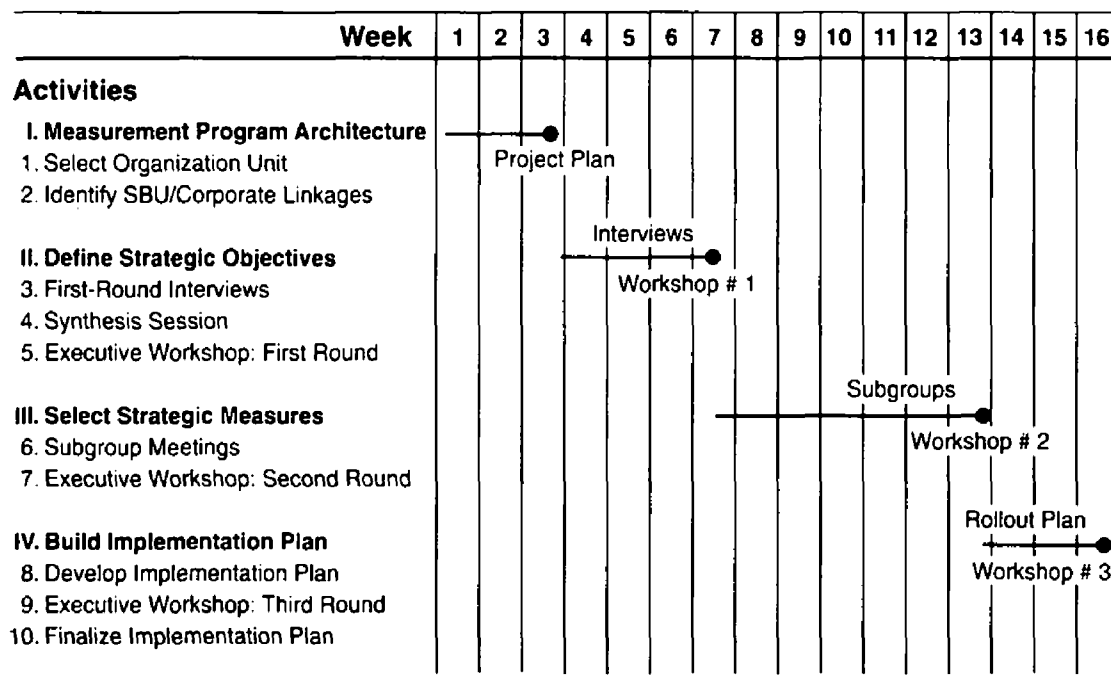 Week 1 2 3 4 5 6 7 8 9 10 11 12 13 14 15 16
Activities
I. Measurement Program Architecture
Project Plan
1. Select Organization Unit
2. Identify SBU/Corporate Linkages
Interviews
II. Define Strategic Objectives
Workshop # 1
3. First-Round Interviews
4. Synthesis Session
5. Executive Workshop: First Round
Subgroups
III. Select Strategic Measures
Workshop # 2
6. Subgroup Meetings
7. Executive Workshop: Second Round
Rollout Plan
IV. Build Implementation Plan
Workshop # 3
8. Develop Implementation Plan
9. Executive Workshop: Third Round
10. Finalize Implementation Plan